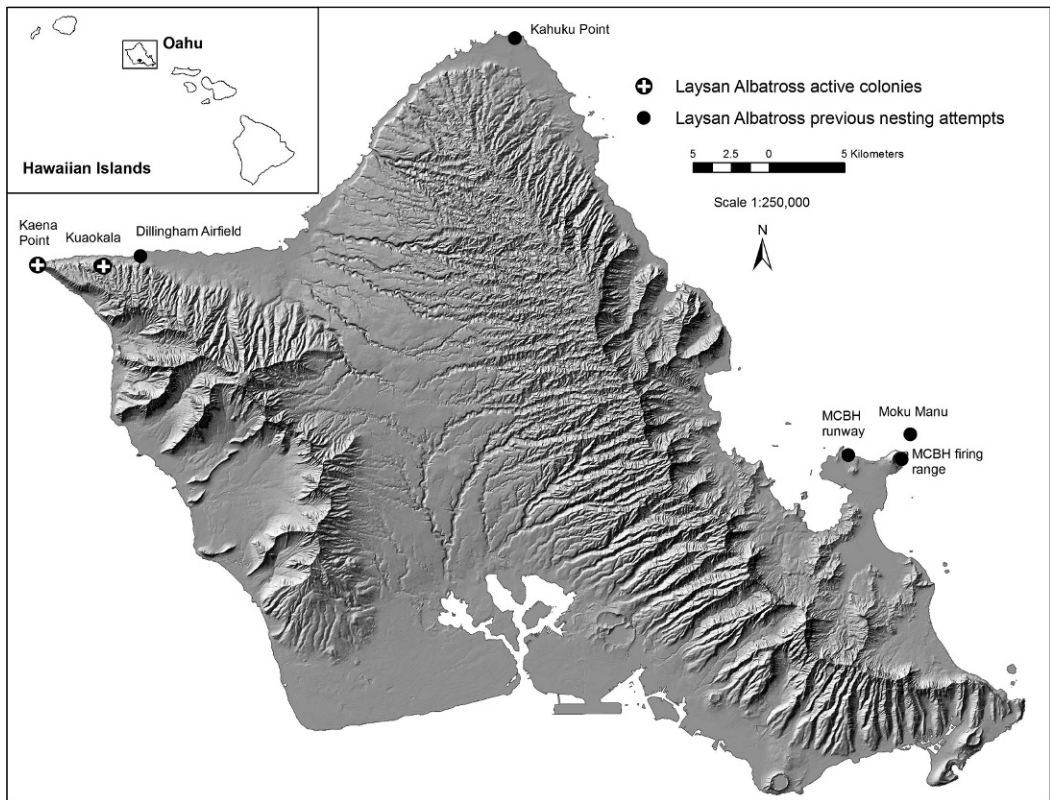 Oahu
Hawaiian Islands
Kahuku Point
Laysan Albatross active colonies
Laysan Albatross previous nesting attempts
5 2.5 0 5 Kilometers
Scale 1:250,000
N
Kaena
Point
Kuaokala
Dillingham Airfield
MCBH
runway
Moku Manu
MCBH firing
range